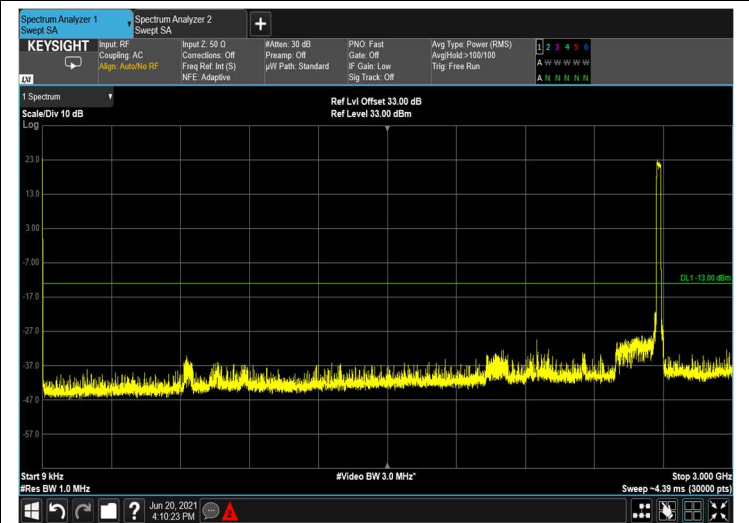 Spectrum Analyzer 1
Swept SA
Spectrum Analyzer 2
Swept SA
+
KEYSIGHT
LXI
Input: RF
Coupling: AC
Align: Auto/No RF
Input Z: 50 Ω
Corrections: Off
Freq Ref: Int (S)
NFE: Adaptive
#Atten: 30 dB
Preamp: Off
µW Path: Standard
PNO: Fast
Gate: Off
IF Gain: Low
Sig Track: Off
Avg Type: Power (RMS)
Avg|Hold:>100/100
Trig: Free Run
1 2 3 4 5 6
A W W W W W
A N N N N N
1 Spectrum
Scale/Div 10 dB
Log
Ref Lvl Offset 33.00 dB
Ref Level 33.00 dBm
23.0
13.0
3.00
-7.00
DL1 -13.00 dBm
-17.0
-27.0
-37.0
-47.0
-57.0
Start 9 kHz
#Res BW 1.0 MHz
#Video BW 3.0 MHz*
Stop 3.000 GHz
Sweep ~4.39 ms (30000 pts)
?
Jun 20, 2021
4:10:23 PM
2